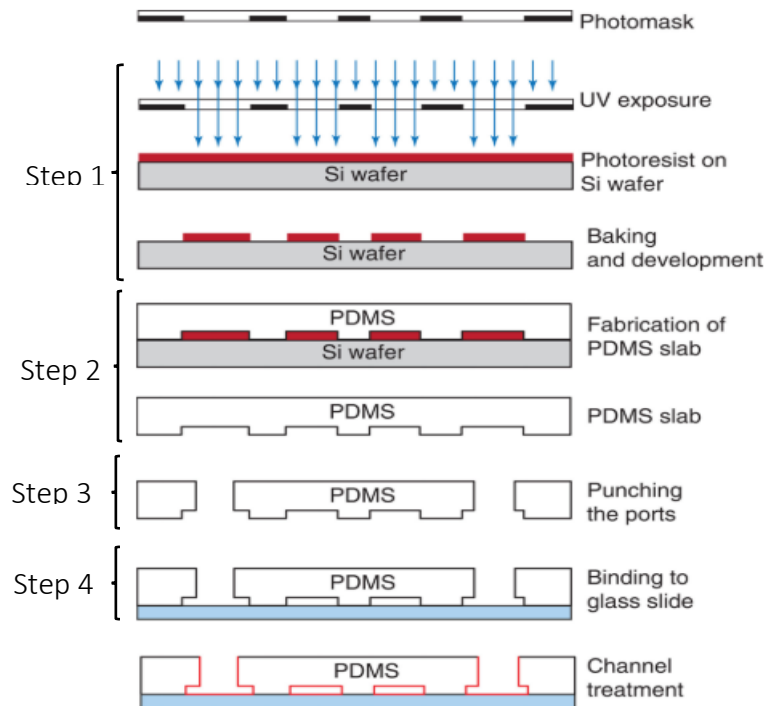 Photomask
UV exposure
Step 1
Photoresist on
Si wafer
Si wafer
Baking
and development
Si wafer
Step 2
PDMS
Fabrication of
PDMS slab
Si wafer
PDMS
PDMS slab
Step 3
PDMS
Punching
the ports
Step 4
PDMS
Binding to
glass slide
PDMS
Channel
treatment